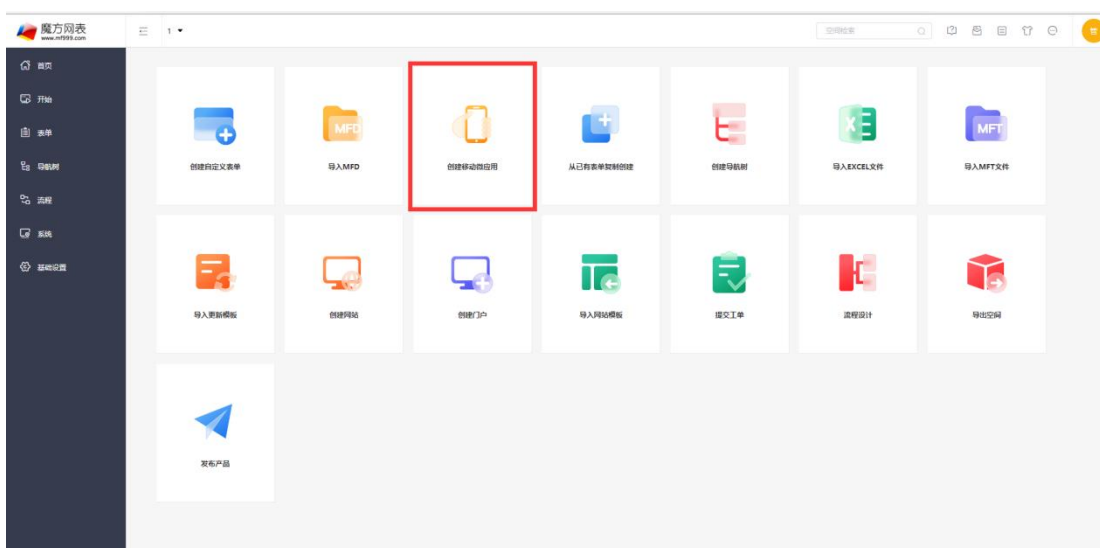 魔方网表
www.mf999.com
1
空间检索
首页
开始
表单
导航树
流程
系统
基础设置
创建自定义表单
MFD
导入MFD
创建移动微应用
从已有表单复制创建
创建导航树
X
导入EXCEL文件
MFT
导入MFT文件
导入更新模板
创建网站
创建门户
导入网站模板
提交工单
流程设计
导出空间
发布产品